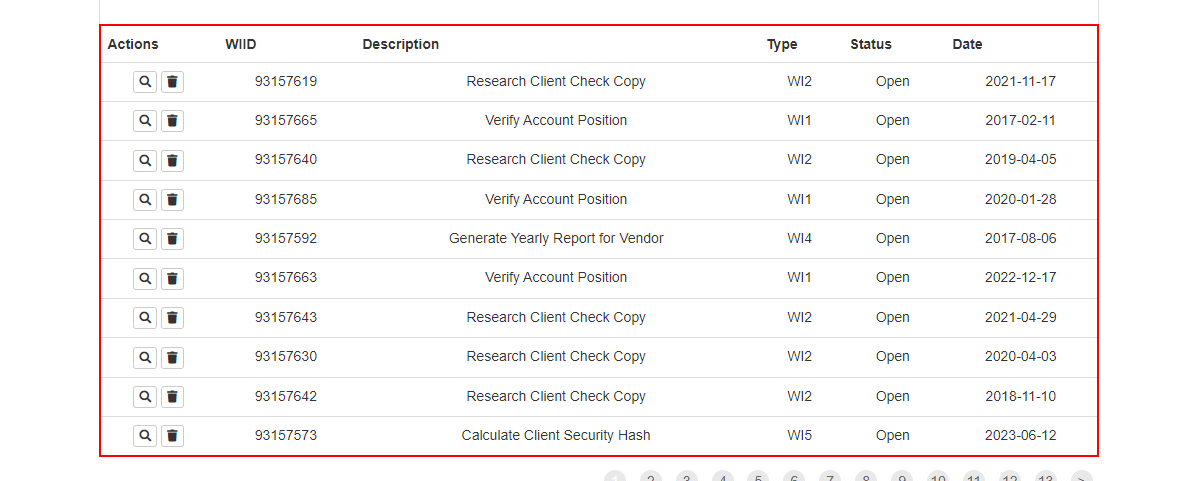 Actions WIID Description Type Status Date
93157619 Research Client Check Copy WI2 Open 2021-11-17
93157665 Verify Account Position WI1 Open 2017-02-11
93157640 Research Client Check Copy WI2 Open 2019-04-05
93157685 Verify Account Position WI1 Open 2020-01-28
93157592 Generate Yearly Report for Vendor WI4 Open 2017-08-06
93157663 Verify Account Position WI1 Open 2022-12-17
93157643 Research Client Check Copy WI2 Open 2021-04-29
93157630 Research Client Check Copy WI2 Open 2020-04-03
93157642 Research Client Check Copy WI2 Open 2018-11-10
93157573 Calculate Client Security Hash WI5 Open 2023-06-12
1 2 3 4 5 6 7 8 9 10 11 12 13 >